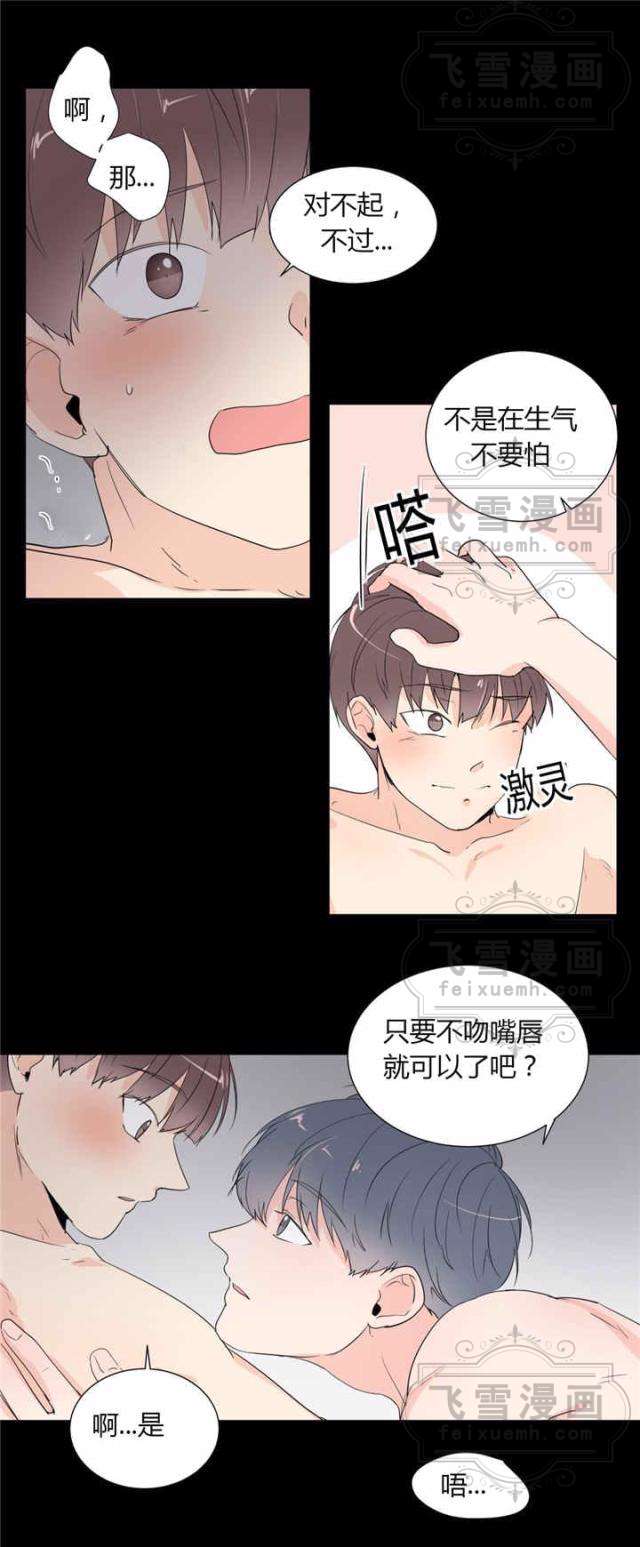 飞雪漫画
feixuemh.com
啊，
那...
对不起，
不过...
不是在生气
不要怕
飞雪漫画
feixuemh.com
嗒
激灵
飞雪漫画
feixuemh.com
只要不吻嘴唇
就可以了吧？
飞雪漫画
feixuemh.com
啊...是
唔...